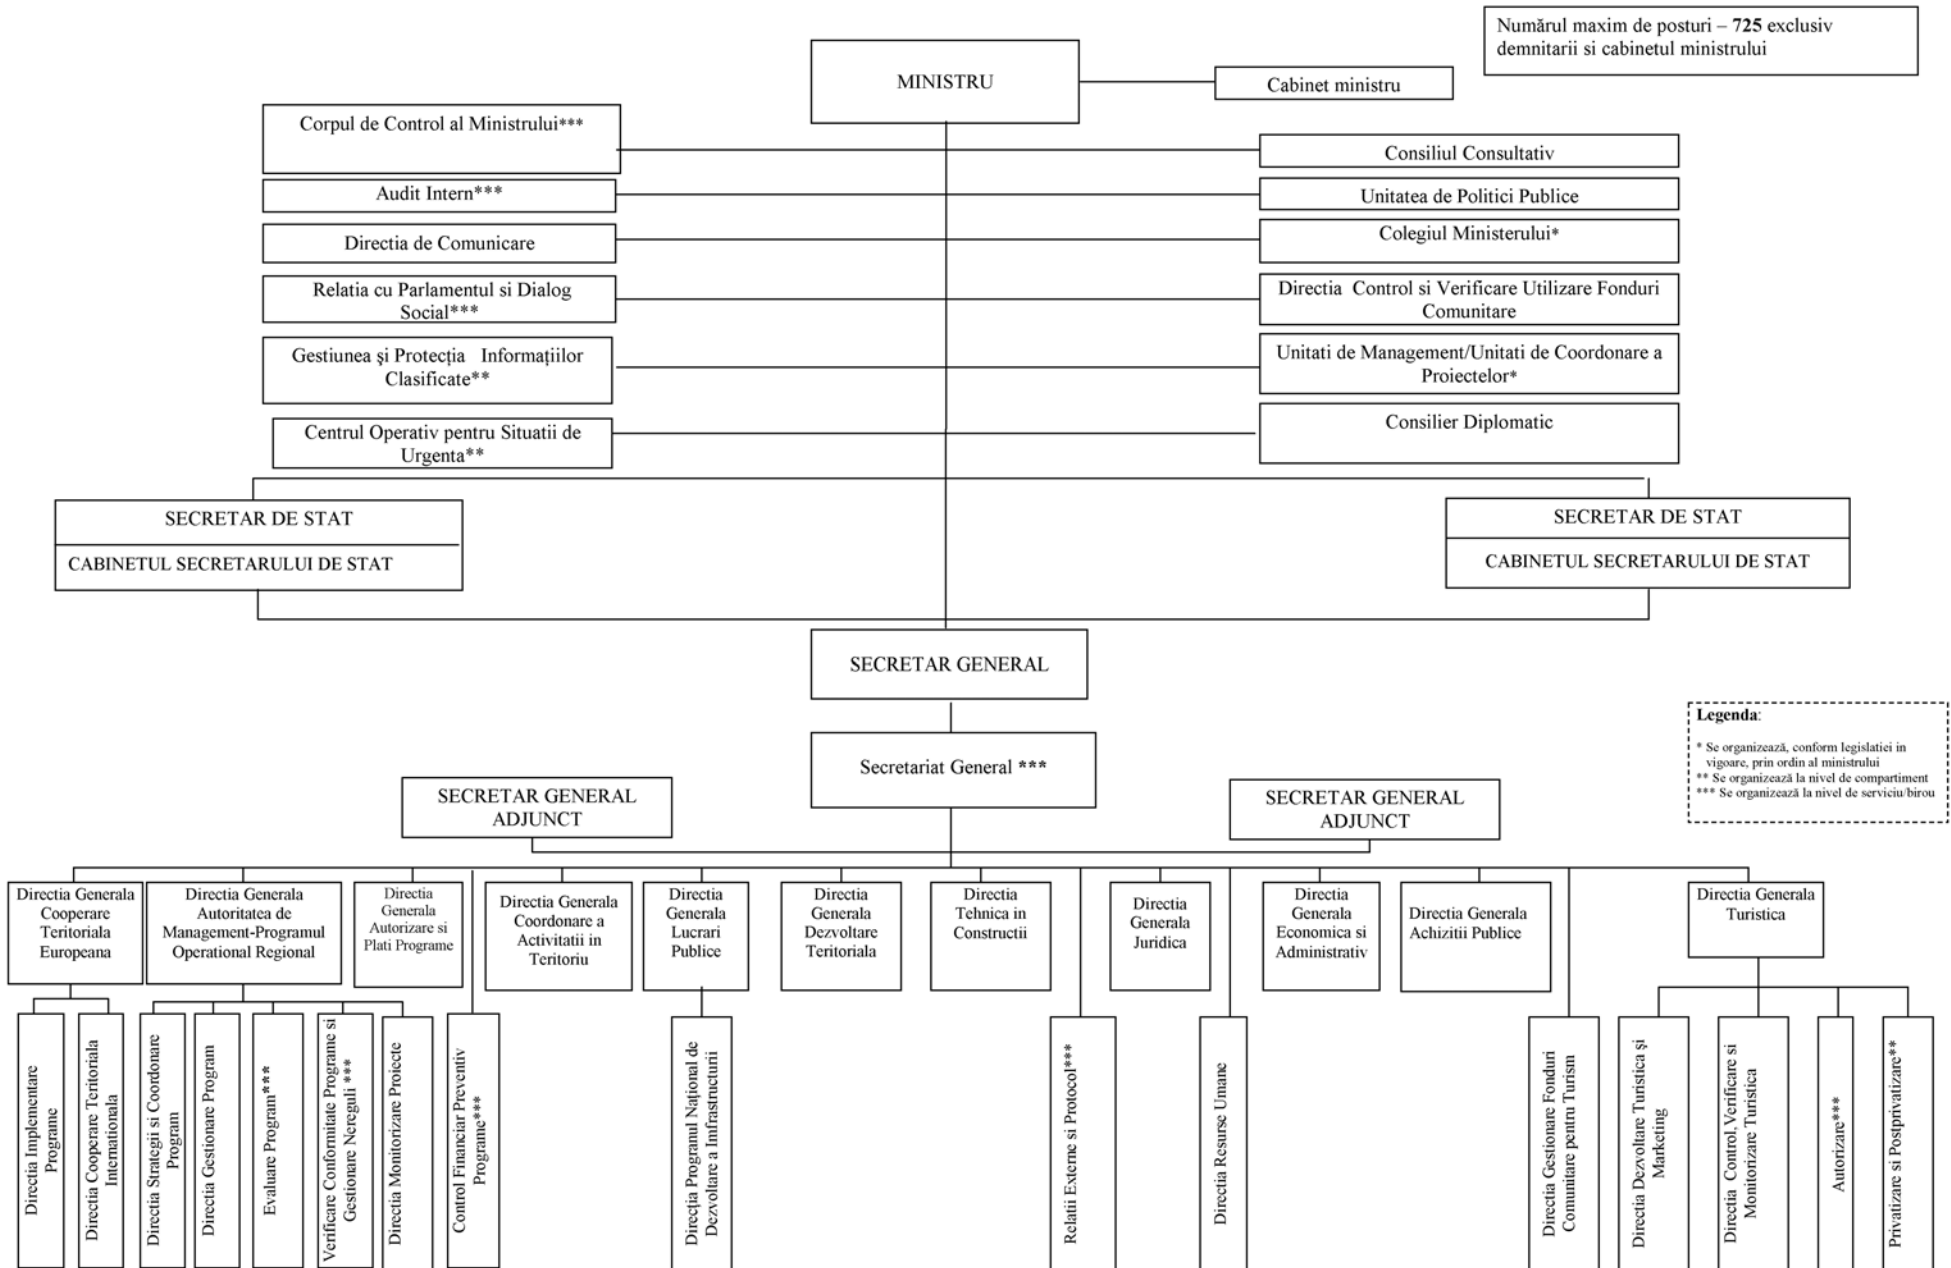 Numărul maxim de posturi – 725 exclusiv
demnitarii si cabinetul ministrului
MINISTRU
Cabinet ministru
Corpul de Control al Ministrului***
Consiliul Consultativ
Audit Intern***
Unitatea de Politici Publice
Directia de Comunicare
Colegiul Ministerului*
Relatia cu Parlamentul si Dialog
Social***
Directia Control si Verificare Utilizare Fonduri
Comunitare
Gestiunea şi Protecţia Informaţiilor
Clasificate**
Unitati de Management/Unitati de Coordonare a
Proiectelor*
Centrul Operativ pentru Situatii de
Urgenta**
Consilier Diplomatic
SECRETAR DE STAT
CABINETUL SECRETARULUI DE STAT
SECRETAR DE STAT
CABINETUL SECRETARULUI DE STAT
SECRETAR GENERAL
Secretariat General ***
Legenda:
* Se organizează, conform legislatiei in
vigoare, prin ordin al ministrului
** Se organizează la nivel de compartiment
*** Se organizează la nivel de serviciu/birou
SECRETAR GENERAL
ADJUNCT
SECRETAR GENERAL
ADJUNCT
Directia Generala
Cooperare
Teritoriala
Europeana
Directia Generala
Autoritatea de
Management-Programul
Operational Regional
Directia
Generala
Autorizare si
Plati Programe
Directia Generala
Coordonare a
Activitatii in
Teritoriu
Directia
Generala
Lucrari
Publice
Directia
Generala
Dezvoltare
Teritoriala
Directia
Tehnica in
Constructii
Directia
Generala
Juridica
Directia
Generala
Economica si
Administrativ
Directia Generala
Achizitii Publice
Directia Generala
Turistica
Directia Implementare
Programe
Directia Cooperare Teritoriala
Internationala
Directia Strategii si Coordonare
Program
Directia Gestionare Program
Evaluare Program***
Verificare Conformitate Programe si
Gestionare Nereguli ***
Directia Monitorizare Proiecte
Control Financiar Preventiv
Programe***
Direcţia Programul Naţional de
Dezvoltare a Imfrastructurii
Relatii Externe si Protocol***
Directia Resurse Umane
Directia Gestionare Fonduri
Comunitare pentru Turism
Directia Dezvoltare Turistica şi
Marketing
Directia Control,Verificare si
Monitorizare Turistica
Autorizare***
Privatizare si Postprivatizare**